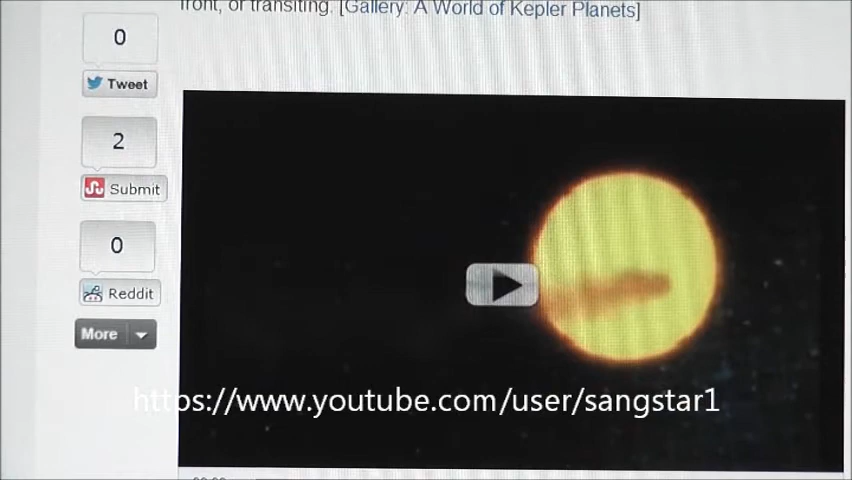 front, or transiting. [Gallery: A World of Kepler Planets]
0
Tweet
2
Submit
0
Reddit
More
https://www.youtube.com/user/sangstar1